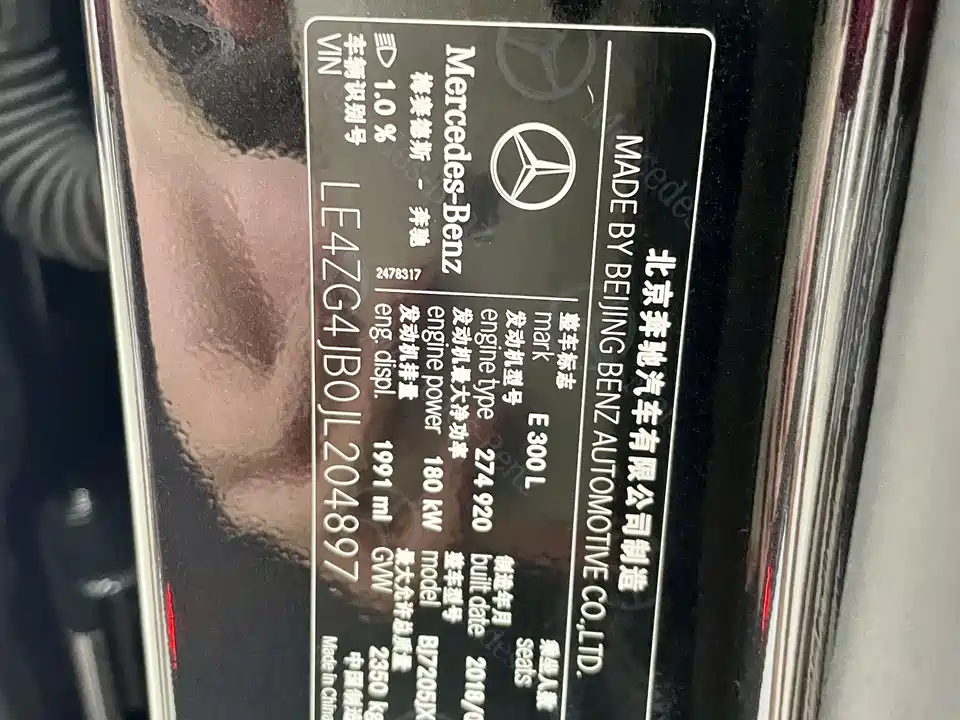 北京奔驰汽车有限公司制造
MADE BY BEIJING BENZ AUTOMOTIVE CO.,LTD.
Mercedes-Benz
梅赛德斯 - 奔驰
1.0 %
2478317
整车标志
mark E 300 L
乘坐人数
seats
发动机型号
engine type 274 920
制造年月
built date 2018/0
发动机最大净功率
engine power 180 kW
整车型号
model BJ7205JX
发动机排量
eng. displ. 1991 ml
最大允许总质量
GVW 2350 kg
车辆识别号
VIN LE4ZG4JB0JL204897
中国制造
Made in China